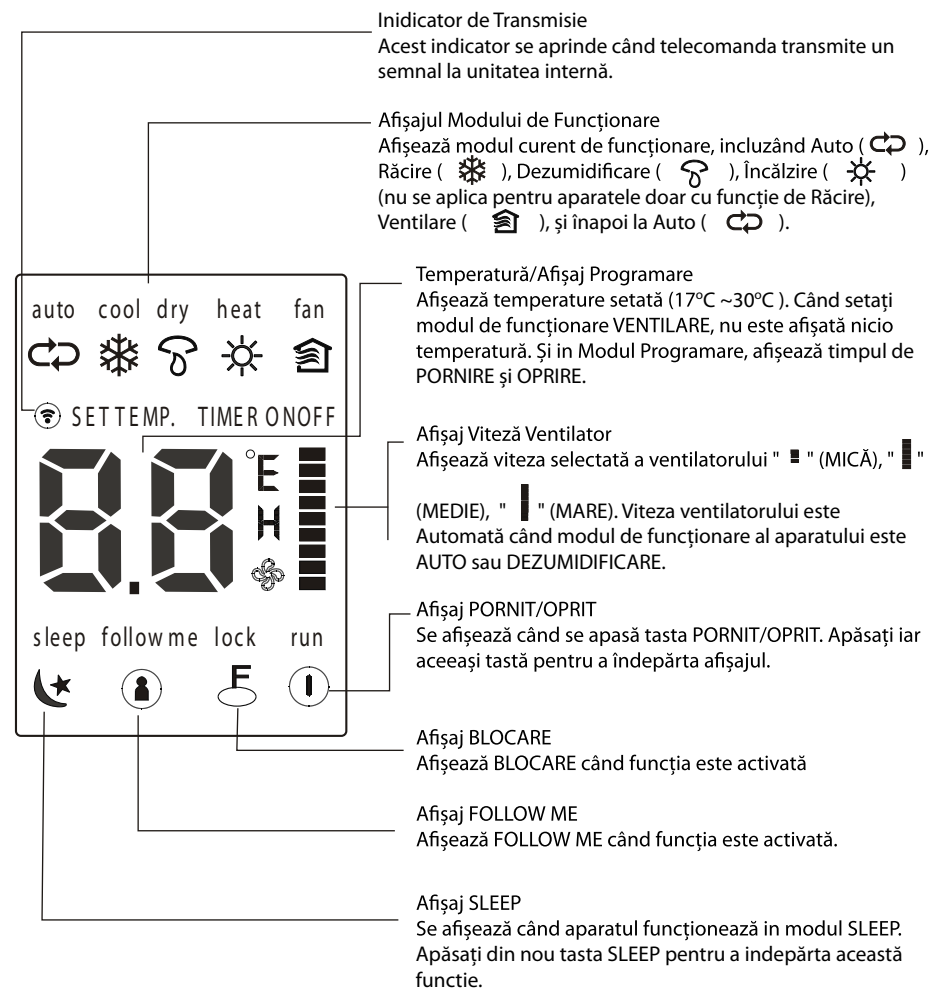 Inidicator de Transmisie
Acest indicator se aprinde când telecomanda transmite un
semnal la unitatea internă.
Afișajul Modului de Funcționare
Afișează modul curent de funcționare, incluzând Auto ( ),
Răcire ( ), Dezumidificare ( ), Încălzire ( )
(nu se aplica pentru aparatele doar cu funcție de Răcire),
Ventilare ( ), și înapoi la Auto ( ).
auto cool dry heat fan
SET TEMP. TIMER ON OFF
8.8 °E
H
sleep follow me lock run
F
Temperatură/Afișaj Programare
Afișează temperature setată (17°C ~30°C ). Când setați
modul de funcționare VENTILARE, nu este afișată nicio
temperatură. Și in Modul Programare, afișează timpul de
PORNIRE și OPRIRE.
Afișaj Viteză Ventilator
Afișează viteza selectată a ventilatorului " " (MICĂ), " "
(MEDIE), " " (MARE). Viteza ventilatorului este
Automată când modul de funcționare al aparatului este
AUTO sau DEZUMIDIFICARE.
Afișaj PORNIT/OPRIT
Se afișează când se apasă tasta PORNIT/OPRIT. Apăsați iar
aceeași tastă pentru a îndepărta afișajul.
Afișaj BLOCARE
Afișează BLOCARE când funcția este activată
Afișaj FOLLOW ME
Afișează FOLLOW ME când funcția este activată.
Afișaj SLEEP
Se afișează când aparatul funcționează in modul SLEEP.
Apăsați din nou tasta SLEEP pentru a indepărta această
funcție.